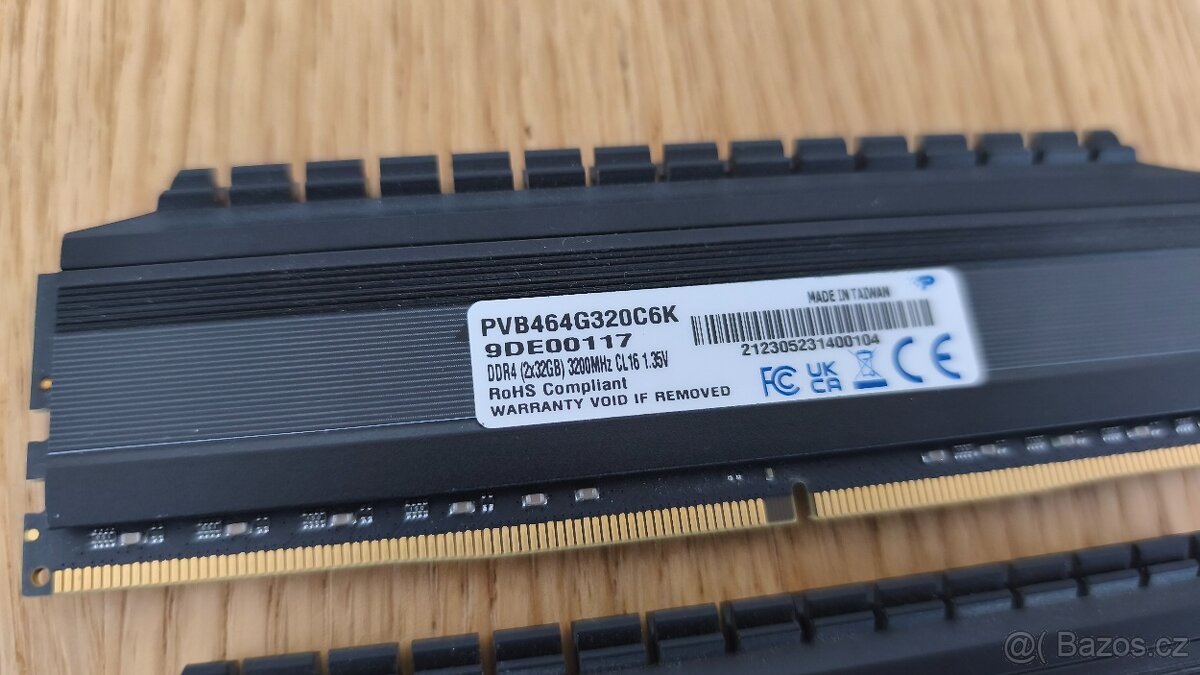 PVB464G320C6K
9DE00117
DDR4 (2x32GB) 3200MHz CL16 1.35V
RoHS Compliant
WARRANTY VOID IF REMOVED
MADE IN TAIWAN
212305231400104
FC
UK
CA
CE
@( Bazos.cz